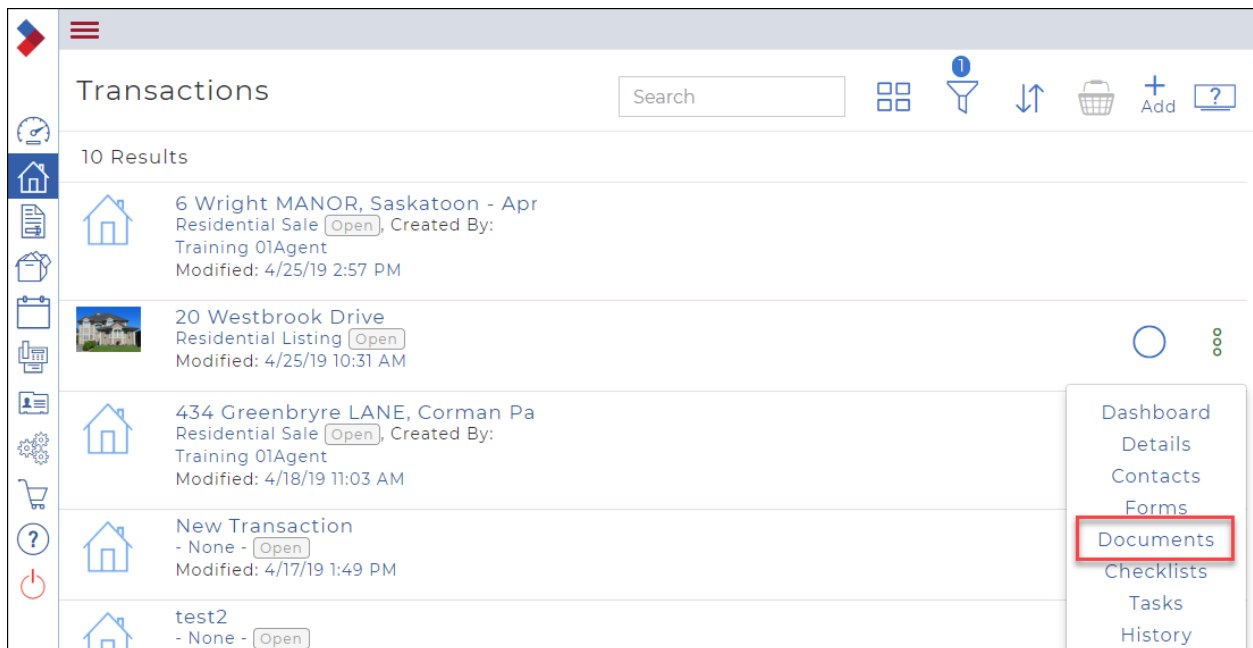 Transactions
Search
1
Add
?
10 Results
6 Wright MANOR, Saskatoon - Apr
Residential Sale Open, Created By:
Training 01Agent
Modified: 4/25/19 2:57 PM
20 Westbrook Drive
Residential Listing Open
Modified: 4/25/19 10:31 AM
434 Greenbryre LANE, Corman Pa
Residential Sale Open, Created By:
Training 01Agent
Modified: 4/18/19 11:03 AM
New Transaction
- None - Open
Modified: 4/17/19 1:49 PM
test2
- None - Open
Dashboard
Details
Contacts
Forms
Documents
Checklists
Tasks
History
?